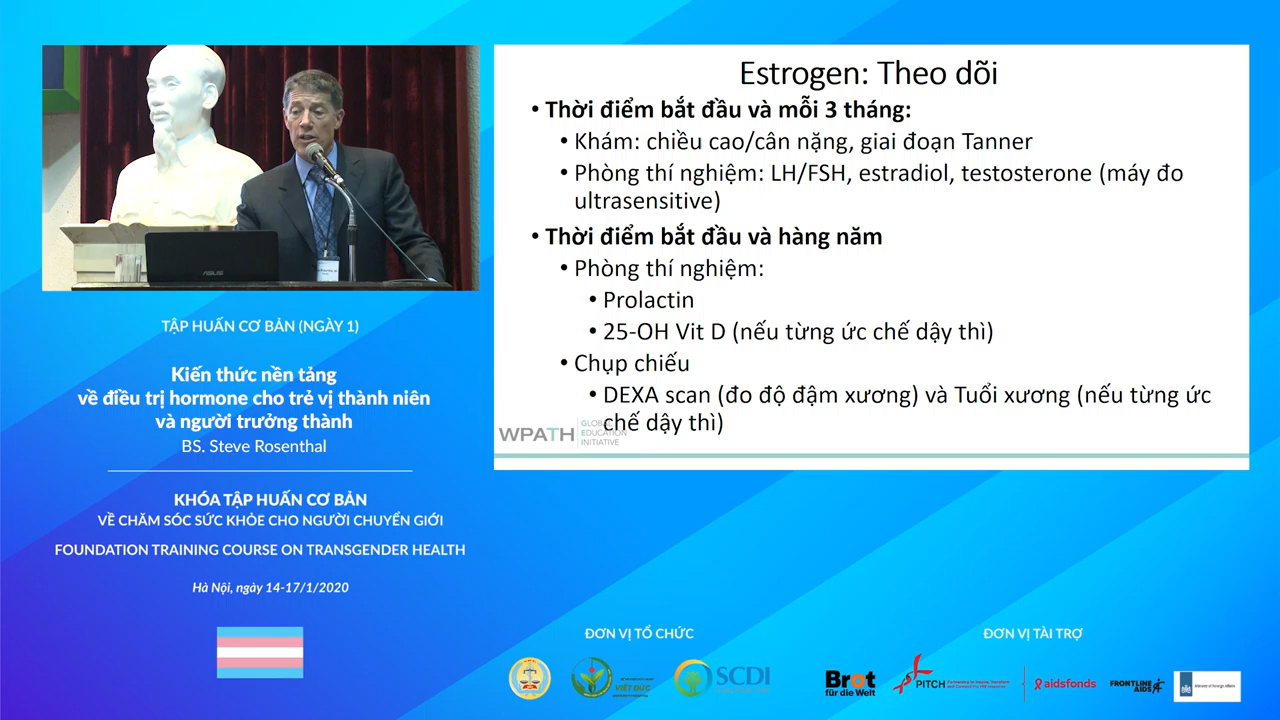 ASUS
TẬP HUẤN CƠ BẢN (NGÀY 1)
Kiến thức nền tảng
về điều trị hormone cho trẻ vị thành niên
và người trưởng thành
BS. Steve Rosenthal
KHÓA TẬP HUẤN CƠ BẢN
VỀ CHĂM SÓC SỨC KHỎE CHO NGƯỜI CHUYỂN GIỚI
FOUNDATION TRAINING COURSE ON TRANSGENDER HEALTH
Hà Nội, ngày 14-17/1/2020
Estrogen: Theo dõi
• Thời điểm bắt đầu và mỗi 3 tháng:
• Khám: chiều cao/cân nặng, giai đoạn Tanner
• Phòng thí nghiệm: LH/FSH, estradiol, testosterone (máy đo
ultrasensitive)
• Thời điểm bắt đầu và hàng năm
• Phòng thí nghiệm:
• Prolactin
• 25-OH Vit D (nếu từng ức chế dậy thì)
• Chụp chiếu
• DEXA scan (đo độ đậm xương) và Tuổi xương (nếu từng ức
chế dậy thì)
WPATH
GLOBAL
EDUCATION
INITIATIVE
ĐƠN VỊ TỔ CHỨC
VIỆT ĐỨC
SCDI
ĐƠN VỊ TÀI TRỢ
Brot
für die Welt
PITCH
aidsfonds
FRONTLINE
AIDS
Ministry of Foreign Affairs